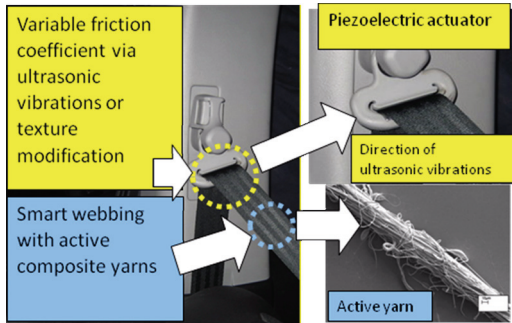 Variable friction
coefficient via
ultrasonic
vibrations or
texture
modification
Smart webbing
with active
composite yarns
Piezoelectric actuator
Direction of
ultrasonic vibrations
Active yarn